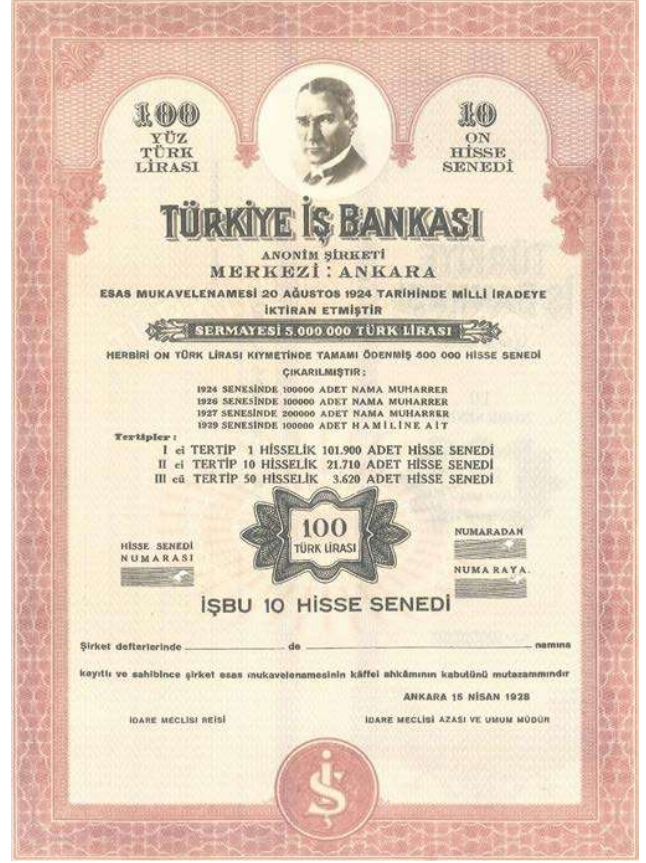 100
YÜZ
TÜRK
LİRASI
10
ON
HİSSE
SENEDİ
TÜRKİYE İŞ BANKASI
ANONİM ŞİRKETİ
MERKEZİ : ANKARA
ESAS MUKAVELENAMESİ 20 AĞUSTOS 1924 TARİHİNDE MİLLİ İRADEYE
İKTİRAN ETMİŞTİR
SERMAYESİ 5.000.000 TÜRK LİRASI
HERBİRİ ON TÜRK LİRASI KIYMETİNDE TAMAMI ÖDENMİŞ 500 000 HİSSE SENEDİ
ÇIKARILMIŞTIR :
1924 SENESİNDE 100000 ADET NAMA MUHARRER
1926 SENESİNDE 100000 ADET NAMA MUHARRER
1927 SENESİNDE 200000 ADET NAMA MUHARRER
1929 SENESİNDE 100000 ADET HAMİLİNE AİT
Tertipler :
I ci TERTİP 1 HİSSELİK 101.900 ADET HİSSE SENEDİ
II ci TERTİP 10 HİSSELİK 21.710 ADET HİSSE SENEDİ
III cü TERTİP 50 HİSSELİK 3.620 ADET HİSSE SENEDİ
100
TÜRK LİRASI
HİSSE SENEDİ
NUMARASI
NUMARADAN
NUMARAYA.
İŞBU 10 HİSSE SENEDİ
Şirket defterlerinde de namına
kayıtlı ve sahibince şirket esas mukavelenamesinin kâffei ahkâmının kabulünü mutazammındır
ANKARA 15 NİSAN 1938
İDARE MECLİSİ REİSİ
İDARE MECLİSİ AZASI VE UMUM MÜDÜR
İŞ